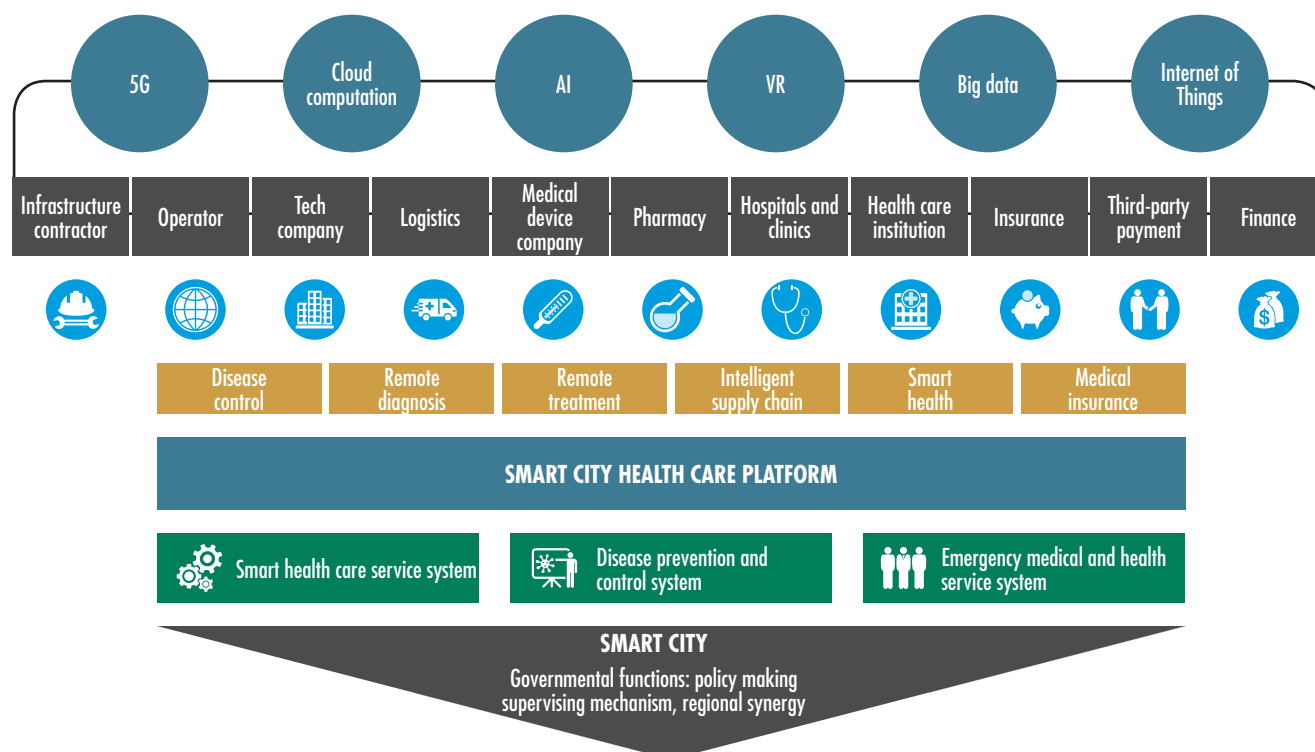 5G
Cloud
computation
AI
VR
Big data
Internet of
Things
Infrastructure
contractor
Operator
Tech
company
Logistics
Medical
device
company
Pharmacy
Hospitals and
clinics
Health care
institution
Insurance
Third-party
payment
Finance
$
Disease
control
Remote
diagnosis
Remote
treatment
Intelligent
supply chain
Smart
health
Medical
insurance
SMART CITY HEALTH CARE PLATFORM
Smart health care service system
Disease prevention and
control system
Emergency medical and health
service system
SMART CITY
Governmental functions: policy making
supervising mechanism, regional synergy